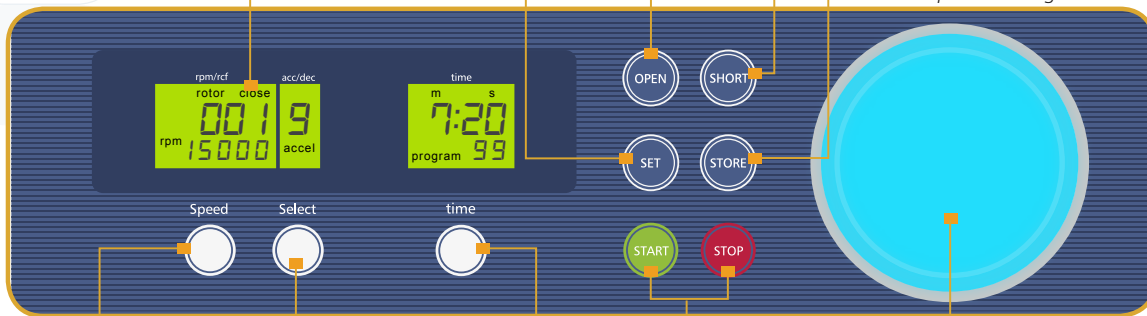 rpm/rcf acc/dec time
rotor close
001 9
rpm 15000 accel
m s
7:20
program 99
OPEN SHORT
SET STORE
Speed Select time
START STOP